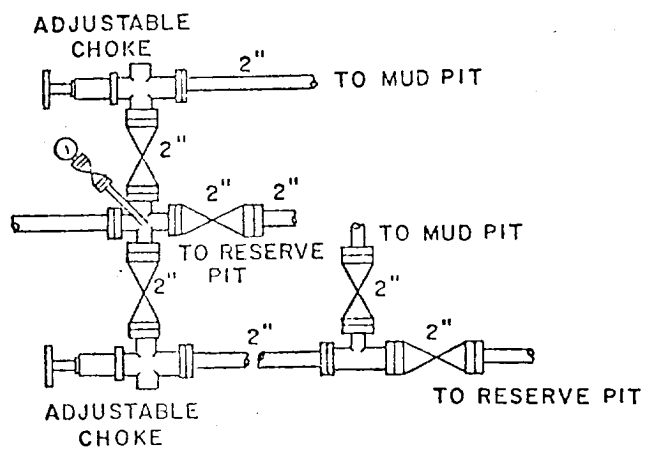 ADJUSTABLE
CHOKE
2"
TO MUD PIT
2"
2" 2"
TO RESERVE
PIT
TO MUD PIT
2"
2"
2"
2"
TO RESERVE PIT
ADJUSTABLE
CHOKE